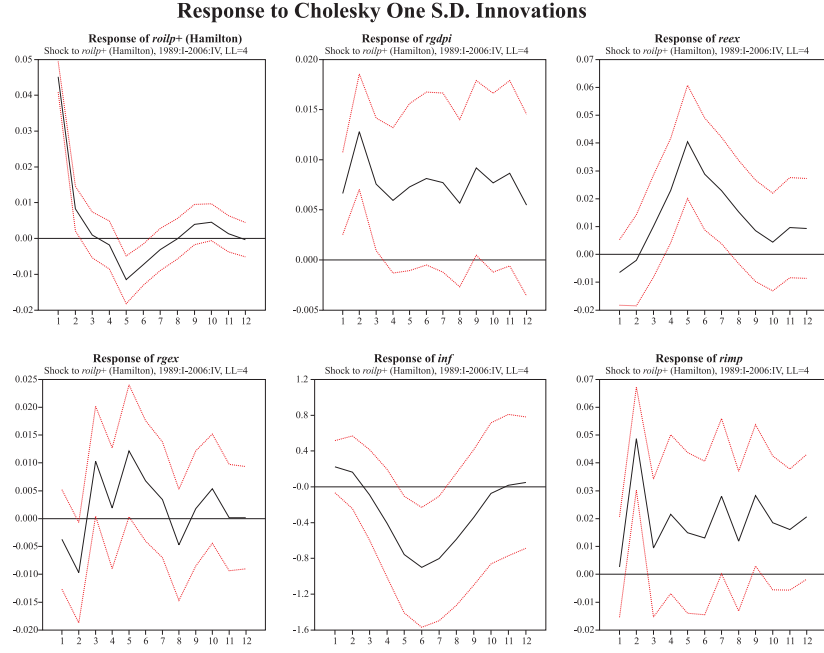 Response to Cholesky One S.D. Innovations
Response of roilp+ (Hamilton)
Shock to roilp+ (Hamilton), 1989:I-2006:IV, LL=4
0.05
0.04
0.03
0.02
0.01
0.00
-0.01
-0.02
1 2 3 4 5 6 7 8 9 10 11 12
Response of rgdpi
Shock to roilp+ (Hamilton), 1989:I-2006:IV, LL=4
0.020
0.015
0.010
0.005
0.000
-0.005
1 2 3 4 5 6 7 8 9 10 11 12
Response of reex
Shock to roilp+ (Hamilton), 1989:I-2006:IV, LL=4
0.07
0.06
0.05
0.04
0.03
0.02
0.01
0.00
-0.01
-0.02
1 2 3 4 5 6 7 8 9 10 11 12
Response of rgex
Shock to roilp+ (Hamilton), 1989:I-2006:IV, LL=4
0.025
0.020
0.015
0.010
0.005
0.000
-0.005
-0.010
-0.015
-0.020
1 2 3 4 5 6 7 8 9 10 11 12
Response of inf
Shock to roilp+ (Hamilton), 1989:I-2006:IV, LL=4
1.2
0.8
0.4
-0.0
-0.4
-0.8
-1.2
-1.6
1 2 3 4 5 6 7 8 9 10 11 12
Response of rimp
Shock to roilp+ (Hamilton), 1989:I-2006:IV, LL=4
0.07
0.06
0.05
0.04
0.03
0.02
0.01
0.00
-0.01
-0.02
1 2 3 4 5 6 7 8 9 10 11 12